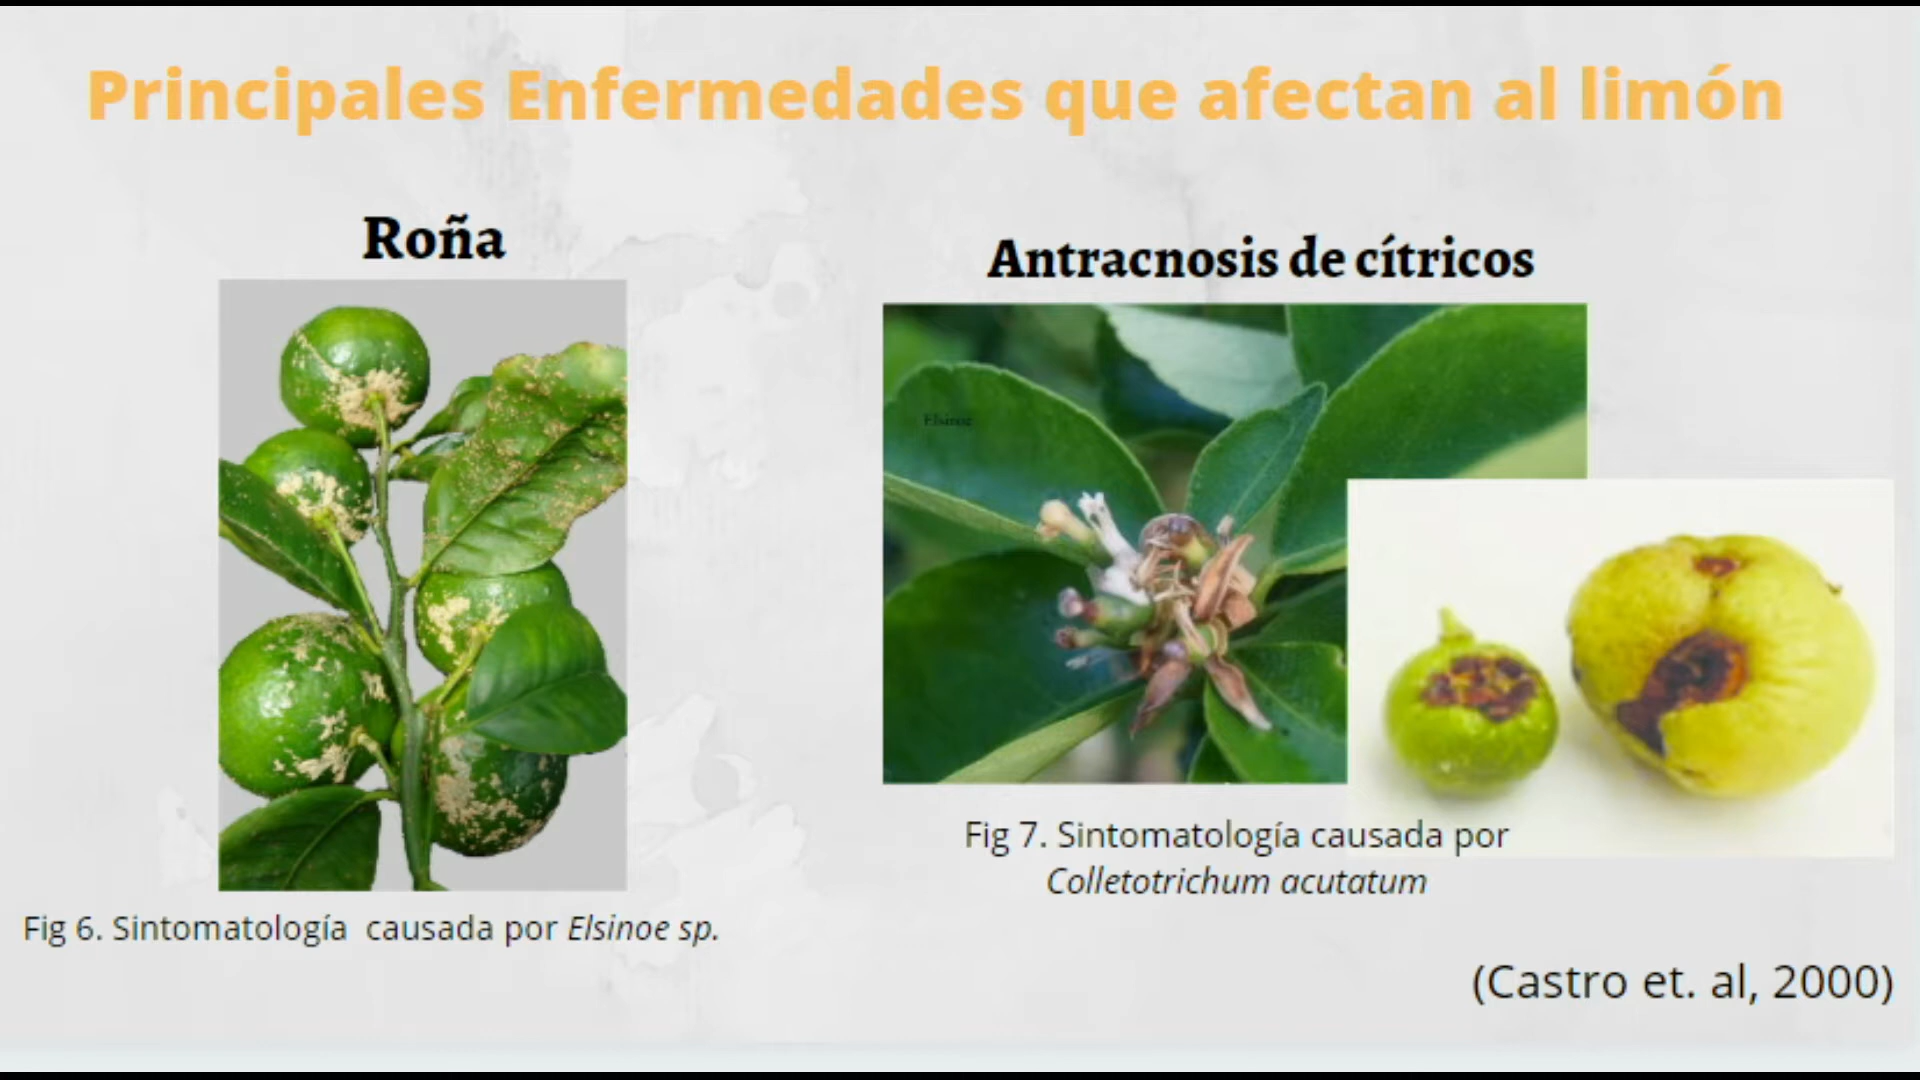 Principales Enfermedades que afectan al limón
Roña
Antracnosis de cítricos
Elsinoe
Fig 7. Sintomatología causada por
Colletotrichum acutatum
Fig 6. Sintomatología causada por Elsinoe sp.
(Castro et. al, 2000)